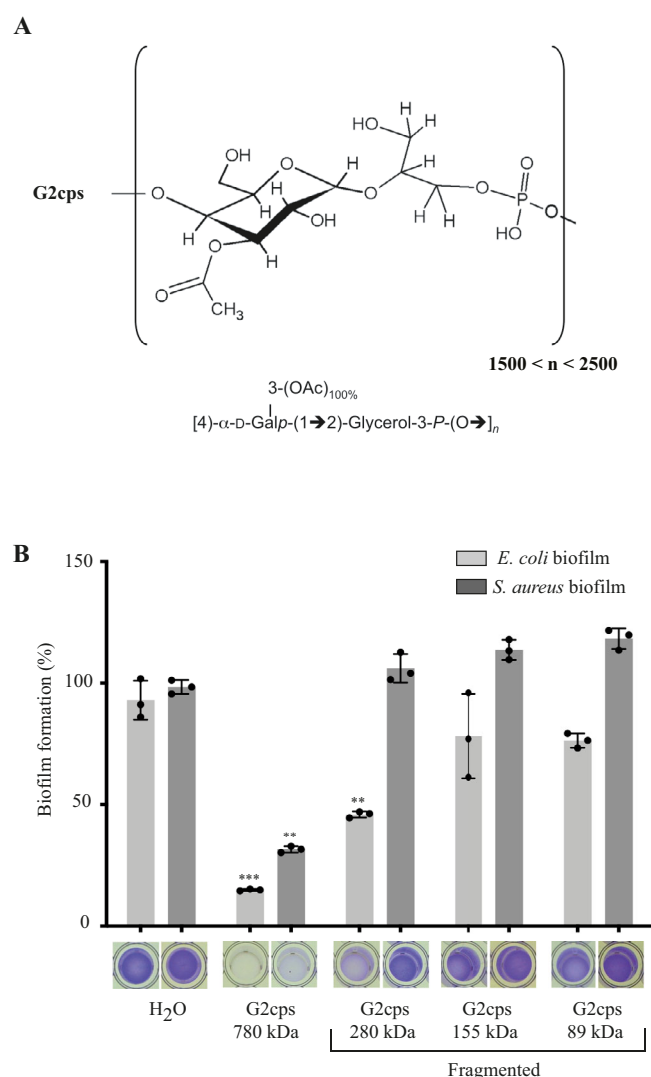 A
HO
H
H
OH
O
H
H
O
G2cps
O
H
O
O
H
O
P
O
H
OH
H
H
H
O
H
HO
O
CH3
1500 < n < 2500
3-(OAc)100%
[4)-α-D-Galp-(1➔2)-Glycerol-3-P-(O➔]n
B
150
E. coli biofilm
S. aureus biofilm
100
Biofilm formation (%)
50
**
**
***
0
H2O
G2cps
780 kDa
G2cps
280 kDa
G2cps
155 kDa
G2cps
89 kDa
Fragmented